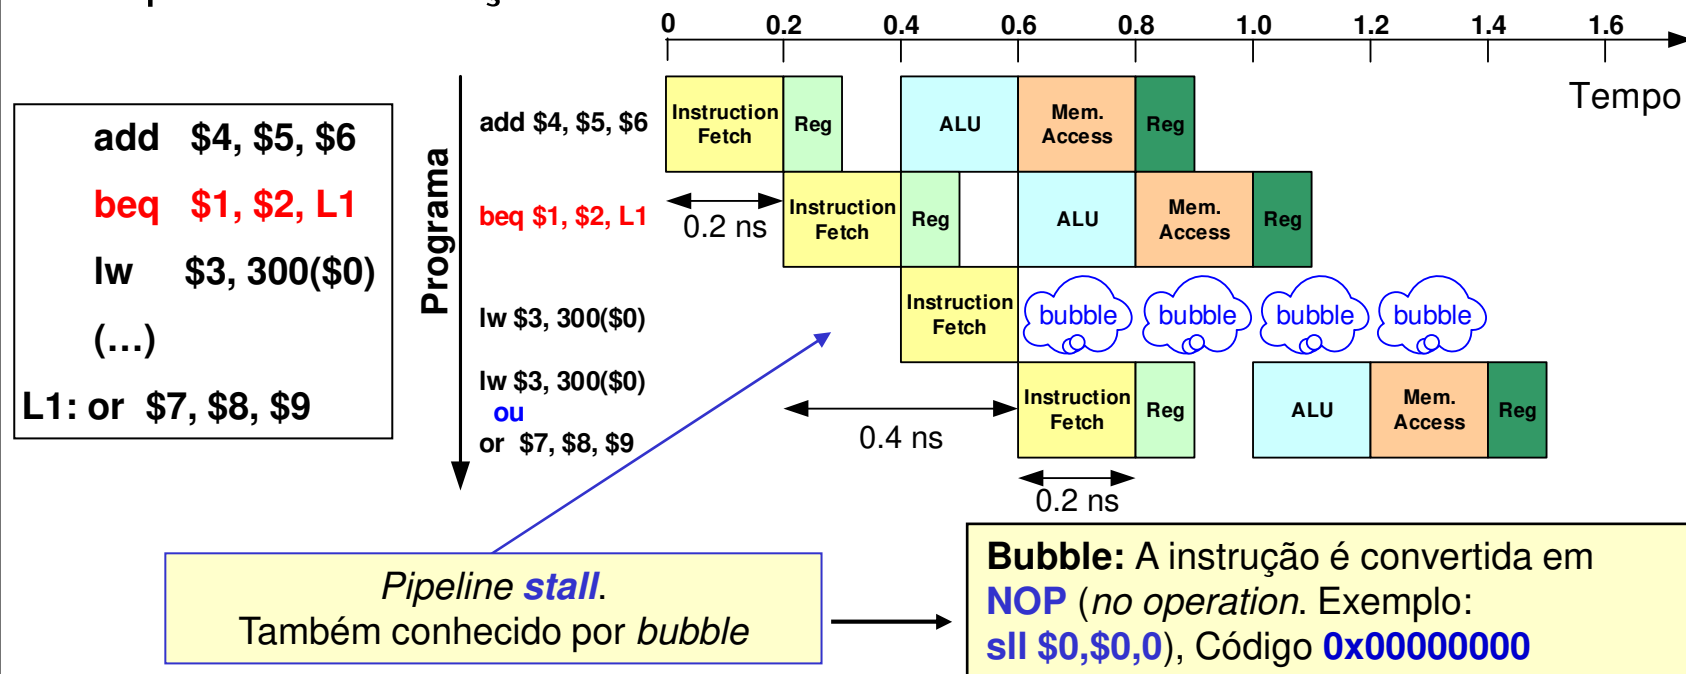 0 0.2 0.4 0.6 0.8 1.0 1.2 1.4 1.6
Tempo
add $4, $5, $6
beq $1, $2, L1
lw $3, 300($0)
(...)
L1: or $7, $8, $9
Programa
add $4, $5, $6
Instruction
Fetch
Reg
ALU
Mem.
Access
Reg
beq $1, $2, L1
0.2 ns
Instruction
Fetch
Reg
ALU
Mem.
Access
Reg
lw $3, 300($0)
Instruction
Fetch
bubble
bubble
bubble
bubble
lw $3, 300($0)
ou
or $7, $8, $9
0.4 ns
Instruction
Fetch
Reg
ALU
Mem.
Access
Reg
0.2 ns
Pipeline stall.
Também conhecido por bubble
Bubble: A instrução é convertida em
NOP (no operation. Exemplo:
sll $0,$0,0), Código 0x00000000